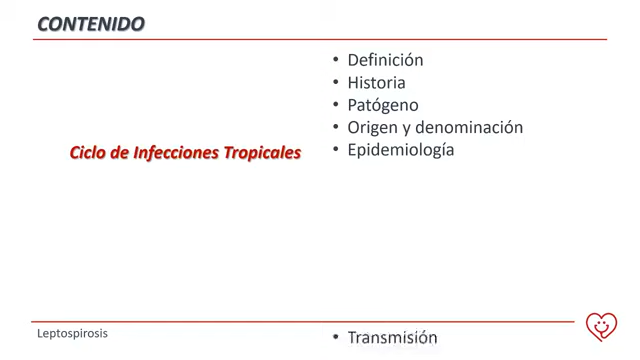 CONTENIDO
Ciclo de Infecciones Tropicales
• Definición
• Historia
• Patógeno
• Origen y denominación
• Epidemiología
• Transmisión
Leptospirosis